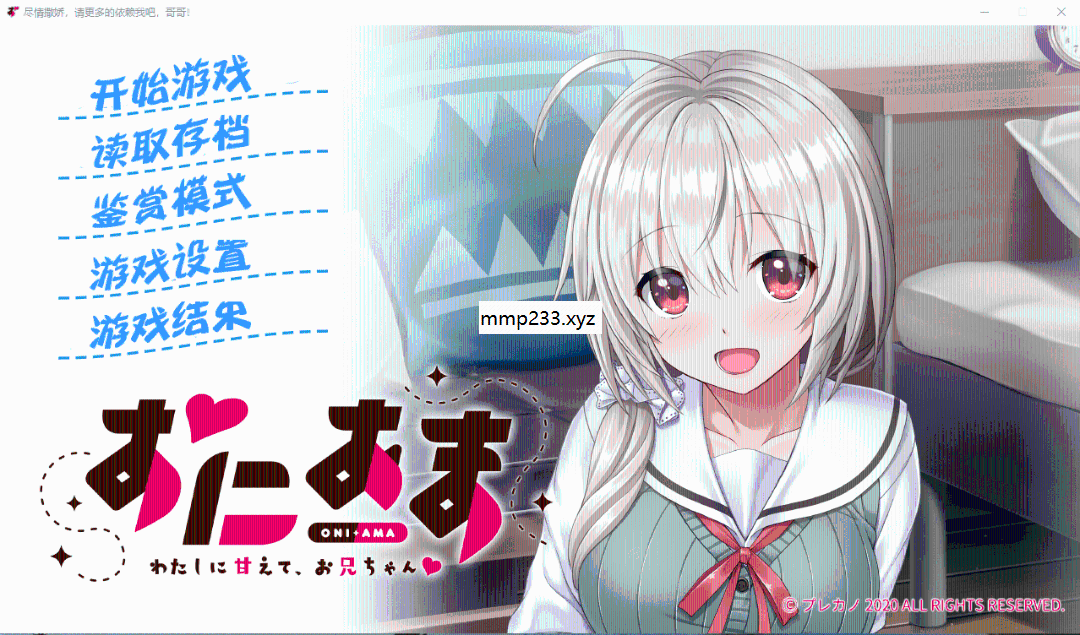 尽情撒娇，请更多的依赖我吧，哥哥！
开始游戏
读取存档
鉴赏模式
游戏设置
游戏结束
mmp233.xyz
おにあま
ONI+AMA
わたしに甘えて、お兄ちゃん
© プレカノ 2020 ALL RIGHTS RESERVED.